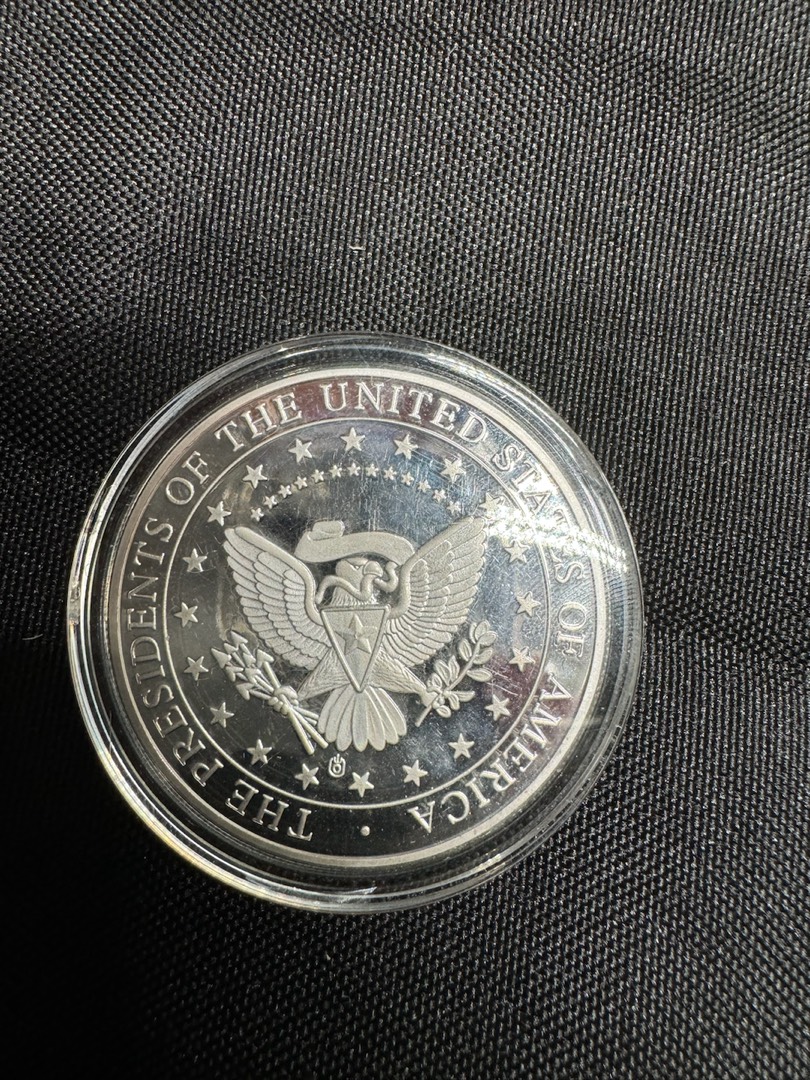 THE PRESIDENTS OF THE UNITED STATES OF AMERICA ·